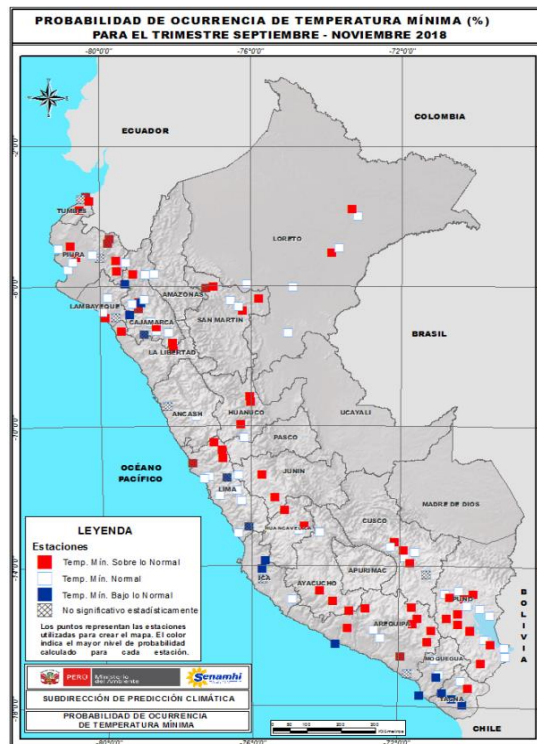 PROBABILIDAD DE OCURRENCIA DE TEMPERATURA MÍNIMA (%)
PARA EL TRIMESTRE SEPTIEMBRE - NOVIEMBRE 2018
-80°0'0" -76°0'0" -72°0'0"
COLOMBIA
ECUADOR
TUMBES
LORETO
PIURA
AMAZONAS
LAMBAYEQUE
CAJAMARCA
SAN MARTIN
BRASIL
LA LIBERTAD
ANCASH
HUANUCO
UCAYALI
PASCO
OCÉANO
PACÍFICO
JUNIN
LIMA
MADRE DE DIOS
CUSCO
HUANCAVELICA
ICA
APURIMAC
AYACUCHO
PUNO
AREQUIPA
MOQUEGUA
TACNA
BOLIVIA
CHILE
LEYENDA
Estaciones
Temp. Mín. Sobre lo Normal
Temp. Mín. Normal
Temp. Mín. Bajo lo Normal
No significativo estadísticamente
Los puntos representan las estaciones
utilizadas para crear el mapa. El color
indica el mayor nivel de probabilidad
calculado para cada estación.
PERÚ Ministerio del Ambiente Senamhi
SUBDIRECCIÓN DE PREDICCIÓN CLIMÁTICA
PROBABILIDAD DE OCURRENCIA
DE TEMPERATURA MÍNIMA